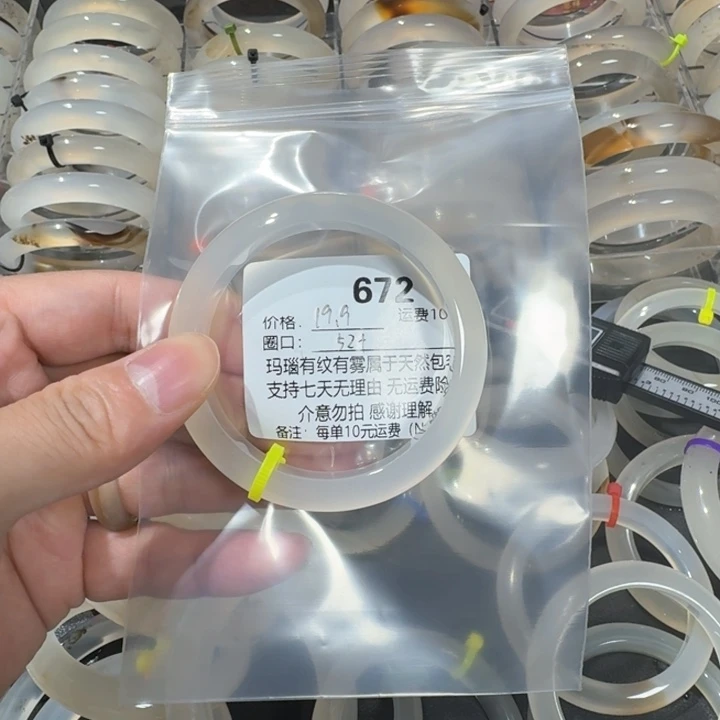 672
价格: 19.9 运费10
圈口: 52+
玛瑙有纹有雾属于天然包
支持七天无理由 无运费险
介意勿拍 感谢理解
备注: 每单10元运费